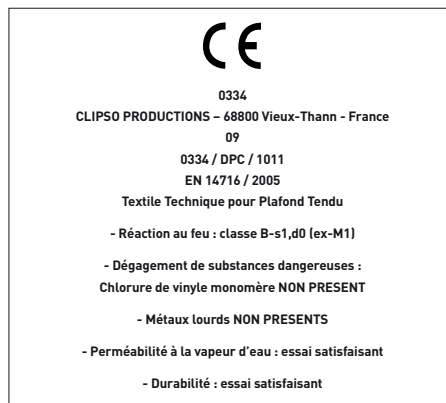 CE
0334
CLIPSO PRODUCTIONS – 68800 Vieux-Thann - France
09
0334 / DPC / 1011
EN 14716 / 2005
Textile Technique pour Plafond Tendu
- Réaction au feu : classe B-s1,d0 (ex-M1)
- Dégagement de substances dangereuses :
Chlorure de vinyle monomère NON PRESENT
- Métaux lourds NON PRESENTS
- Perméabilité à la vapeur d'eau : essai satisfaisant
- Durabilité : essai satisfaisant